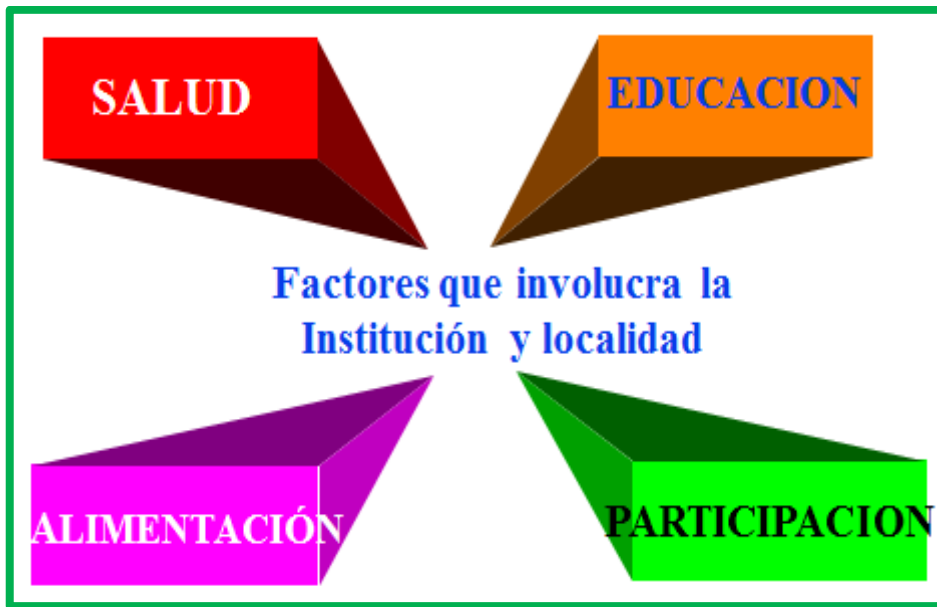 SALUD
EDUCACION
Factores que involucra la
Institución y localidad
ALIMENTACIÓN
PARTICIPACION